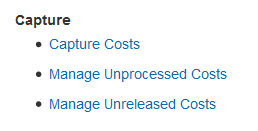 Capture
Capture Costs
Manage Unprocessed Costs
Manage Unreleased Costs